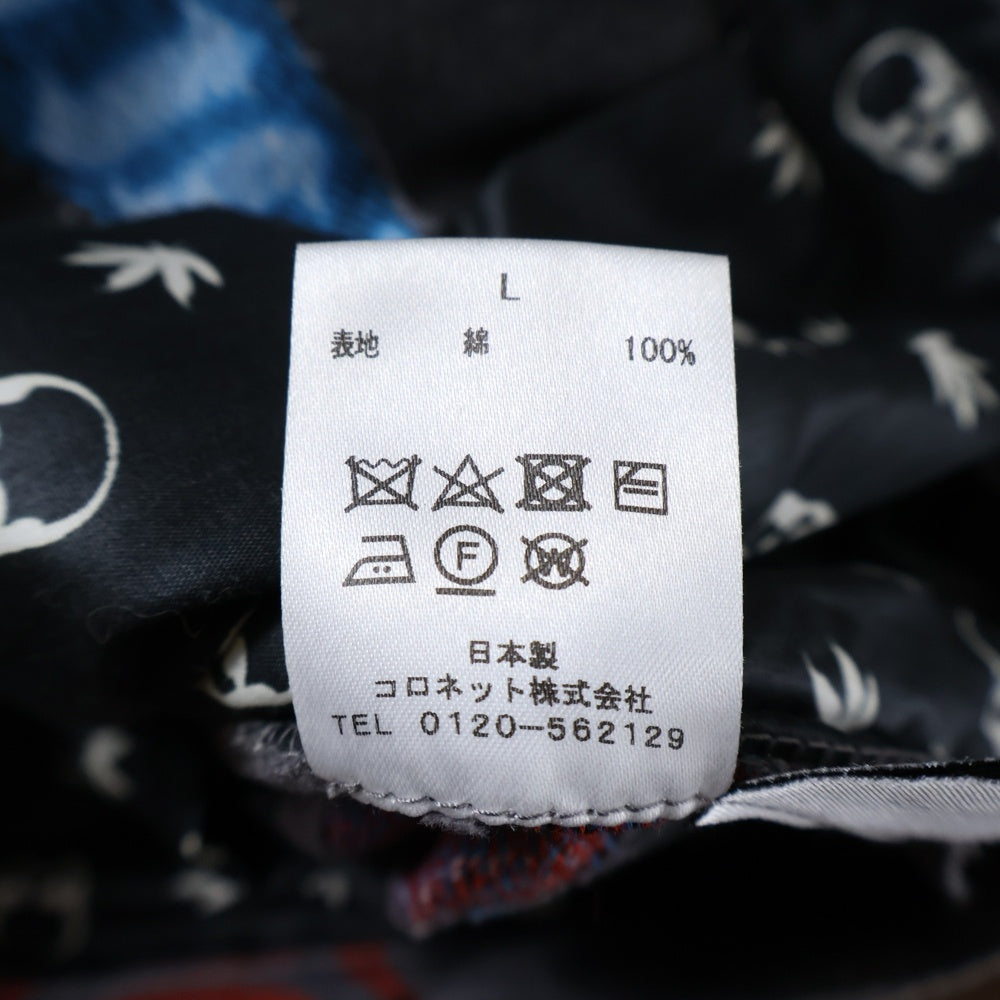 L
表地 綿 100%
F W
日本製
コロネット株式会社
TEL 0120-562129